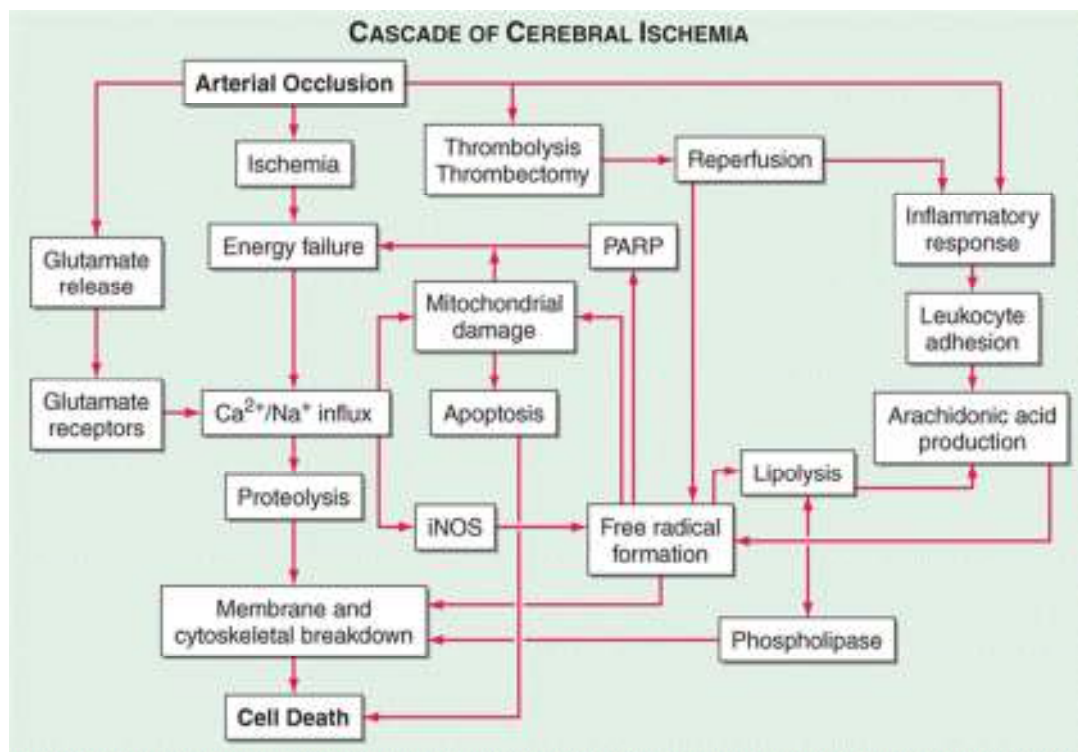 CASCADE OF CEREBRAL ISCHEMIA
Arterial Occlusion
Ischemia
Thrombolysis
Thrombectomy
Reperfusion
Inflammatory
response
Glutamate
release
Energy failure
PARP
Mitochondrial
damage
Leukocyte
adhesion
Glutamate
receptors
Ca²⁺/Na⁺ influx
Apoptosis
Arachidonic acid
production
Lipolysis
Proteolysis
iNOS
Free radical
formation
Membrane and
cytoskeletal breakdown
Phospholipase
Cell Death